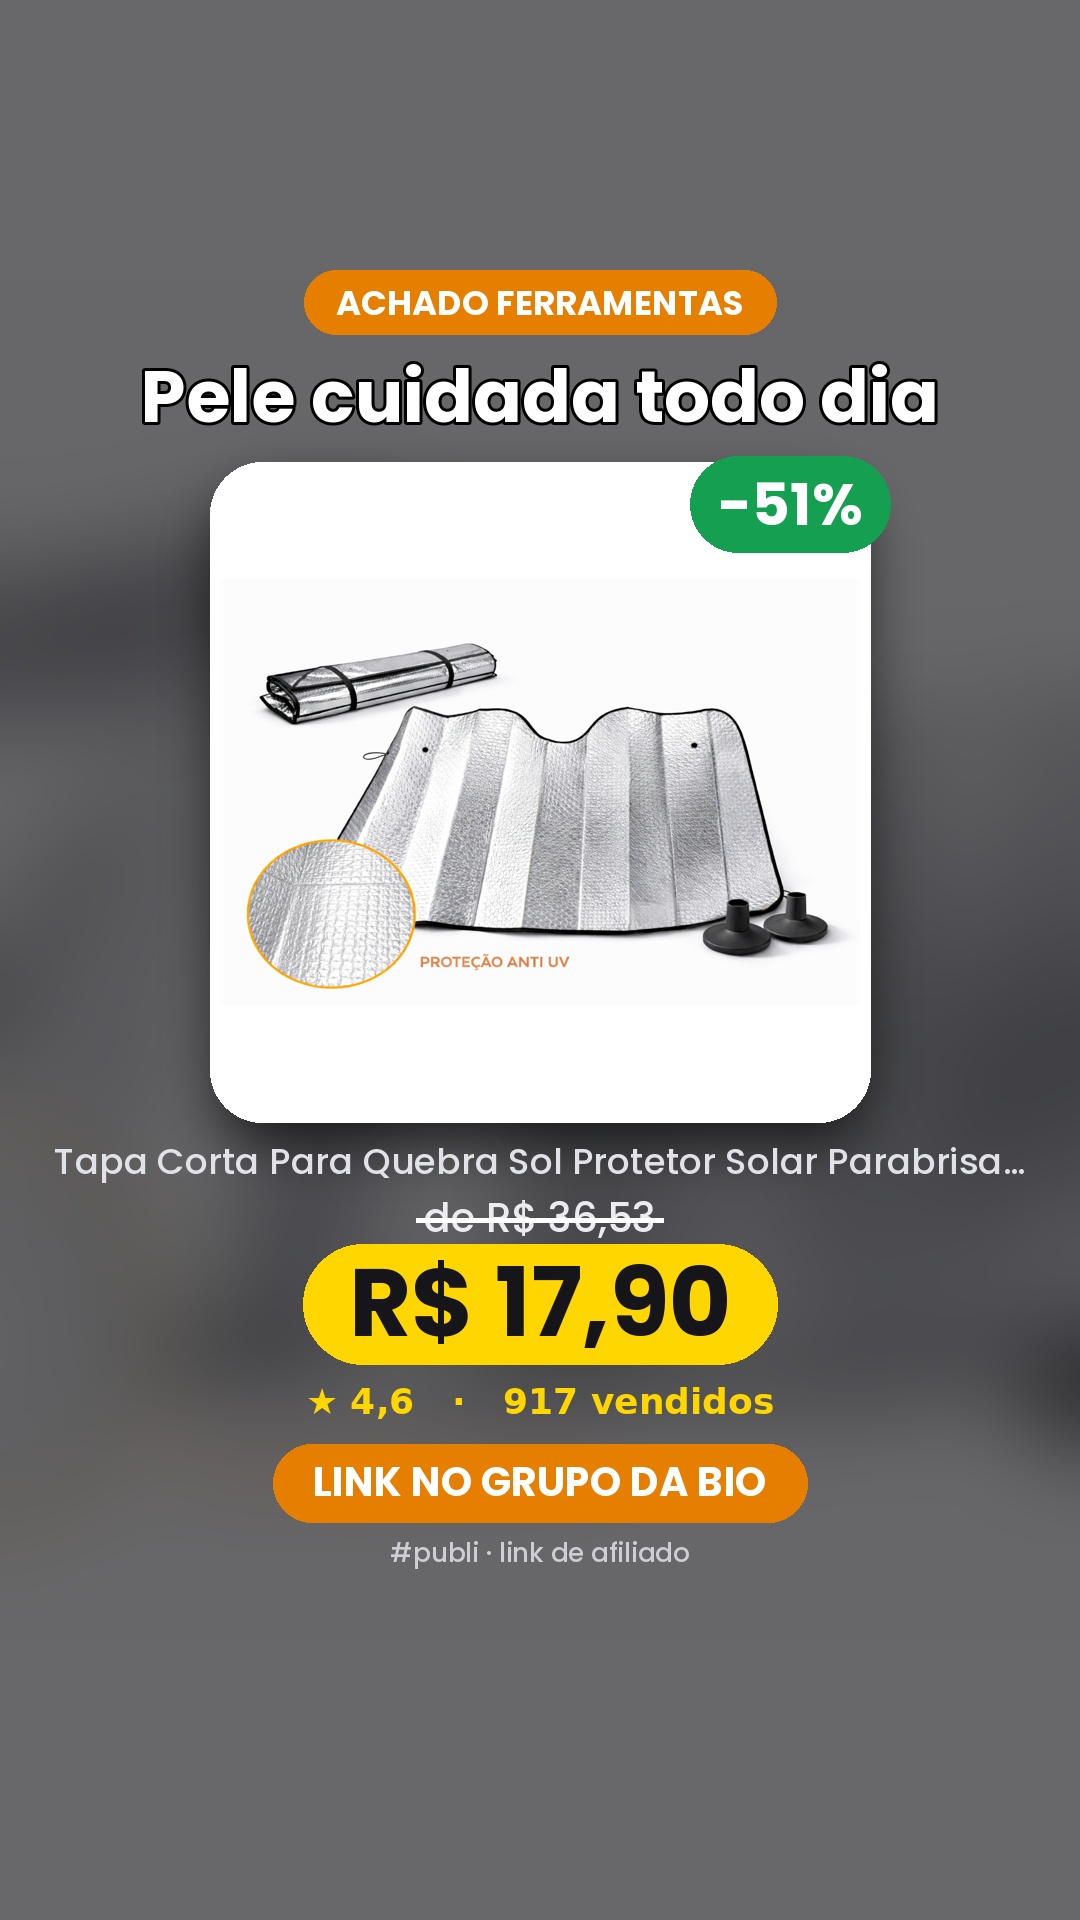 ACHADO FERRAMENTAS
Pele cuidada todo dia
-51%
PROTEÇÃO ANTI UV
Tapa Corta Para Quebra Sol Protetor Solar Parabrisa...
de R$ 36,53
R$ 17,90
★ 4,6 · 917 vendidos
LINK NO GRUPO DA BIO
#publi · link de afiliado